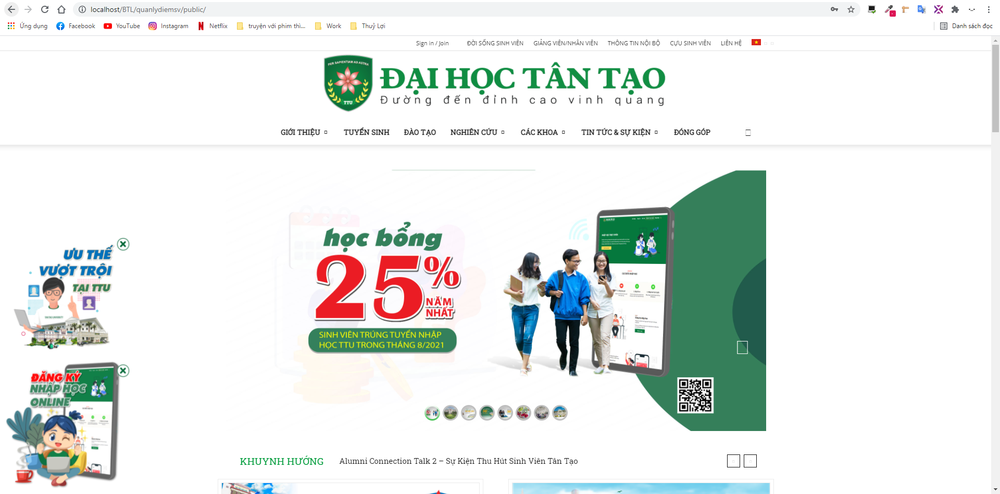 localhost/BTL/quanlydiemsv/public/
Ứng dụng
Facebook
YouTube
Instagram
Netflix
truyện với phim thì...
Work
Thuỷ Lợi
Danh sách đọc
Sign in / Join
ĐỜI SỐNG SINH VIÊN
GIẢNG VIÊN/NHÂN VIÊN
THÔNG TIN NỘI BỘ
CỰU SINH VIÊN
LIÊN HỆ
PER SAPIENTIAM AD ASTRA
TTU
ĐẠI HỌC TÂN TẠO
Đường đến đỉnh cao vinh quang
GIỚI THIỆU
TUYỂN SINH
ĐÀO TẠO
NGHIÊN CỨU
CÁC KHOA
TIN TỨC & SỰ KIỆN
ĐÓNG GÓP
học bổng
25%
NĂM
NHẤT
SINH VIÊN TRÚNG TUYỂN NHẬP
HỌC TTU TRONG THÁNG 8/2021
ƯU THẾ
VƯỢT TRỘI
TẠI TTU
TAN TAO UNIVERSITY
ĐĂNG KÝ
NHẬP HỌC
ONLINE
KHUYNH HƯỚNG
Alumni Connection Talk 2 – Sự Kiện Thu Hút Sinh Viên Tân Tạo